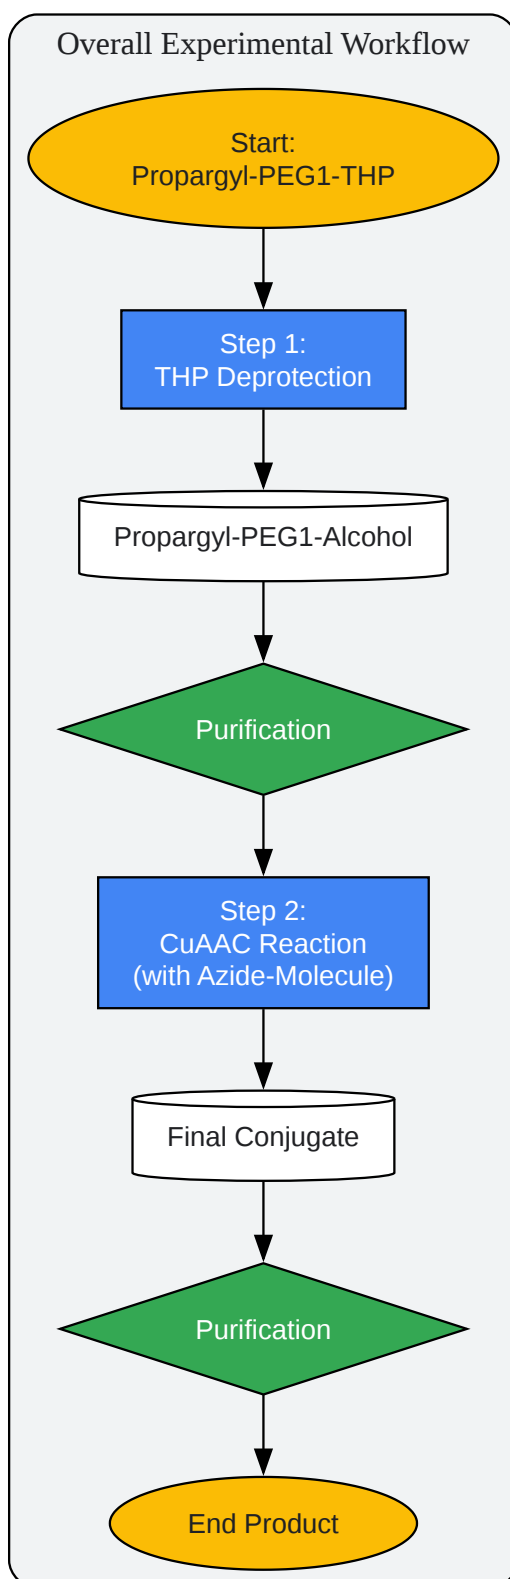 Overall Experimental Workflow
Start:
Propargyl-PEG1-THP
Step 1:
THP Deprotection
Propargyl-PEG1-Alcohol
Purification
Step 2:
CuAAC Reaction
(with Azide-Molecule)
Final Conjugate
Purification
End Product